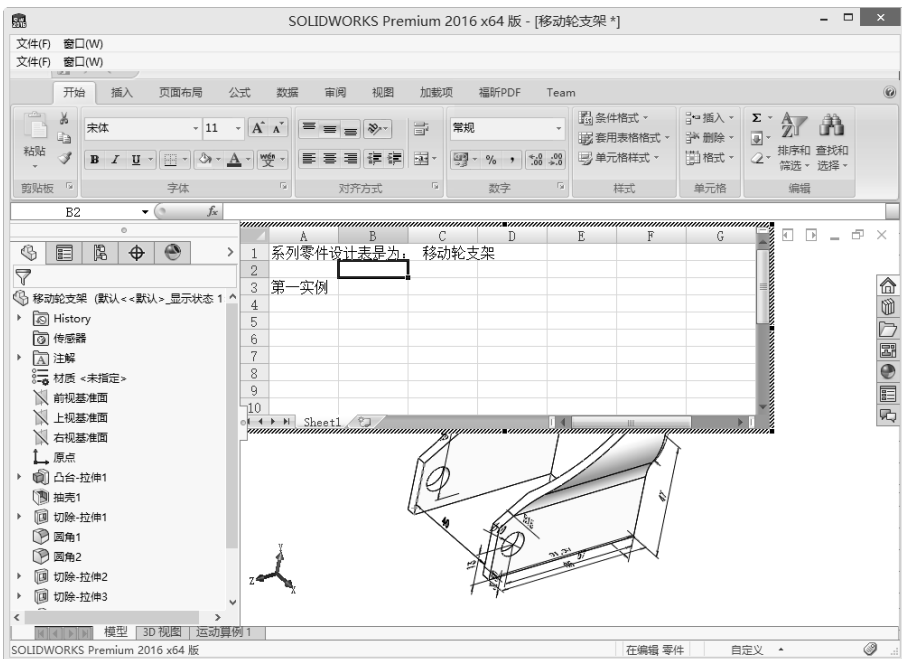 SOLIDWORKS Premium 2016 x64 版 - [移动轮支架 *]
文件(F) 窗口(W)
文件(F) 窗口(W)
开始 插入 页面布局 公式 数据 审阅 视图 加载项 福昕PDF Team
宋体 11 A A 常规 条件格式 插入 Σ
粘贴 套用表格格式 删除 排序和 查找和
B I U A 变 % , 单元格样式 格式 筛选 选择
剪贴板 字体 对齐方式 数字 样式 单元格 编辑
B2 fx
A B C D E F G
1 系列零件设计表是为: 移动轮支架
2
3 第一实例
4
5
6
7
8
9
10
Sheet1
移动轮支架 (默认<<默认>_显示状态 1
History
传感器
注解
材质 <未指定>
前视基准面
上视基准面
右视基准面
原点
凸台-拉伸1
抽壳1
切除-拉伸1
圆角1
圆角2
切除-拉伸2
切除-拉伸3
Y
Z
X
模型 3D 视图 运动算例 1
SOLIDWORKS Premium 2016 x64 版 在编辑 零件 自定义